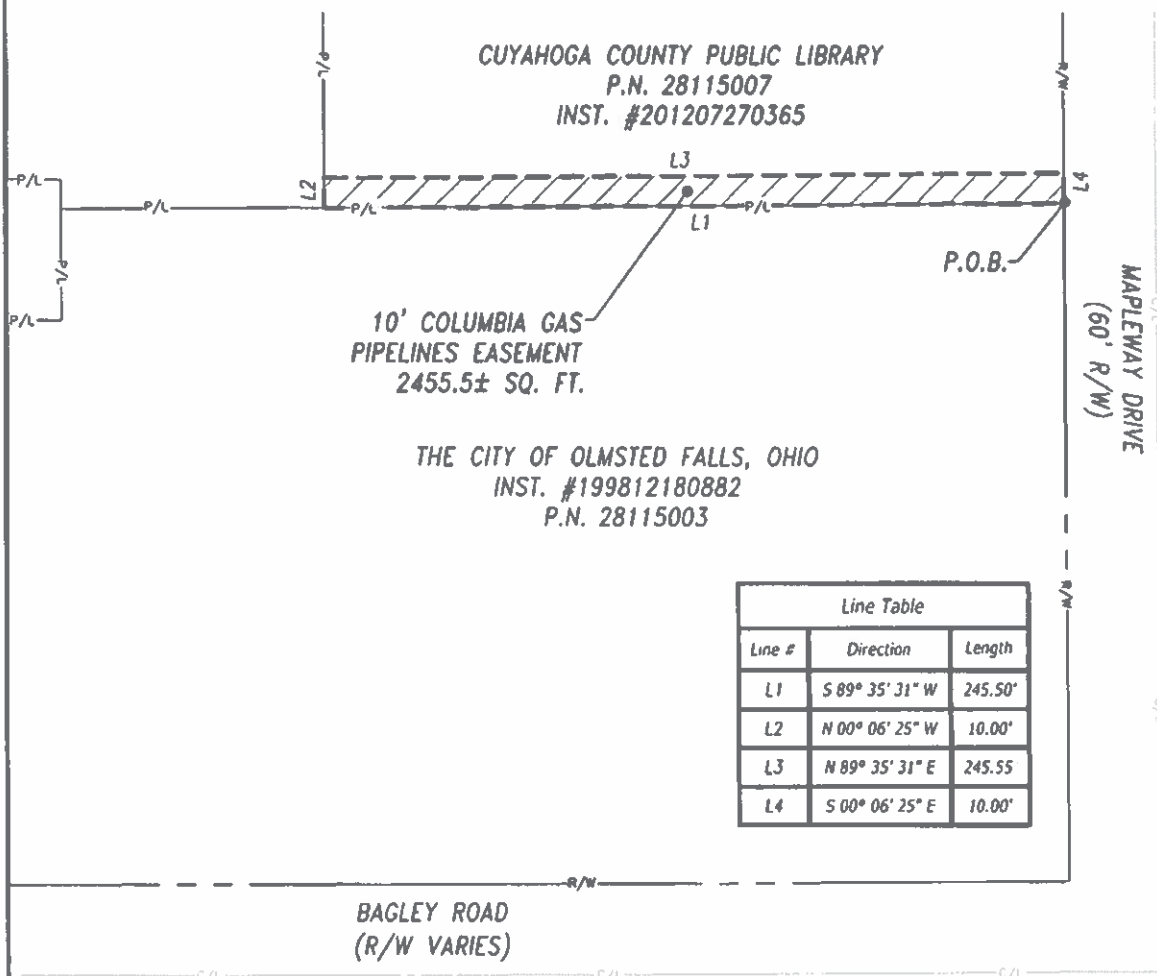 CUYAHOGA COUNTY PUBLIC LIBRARY
P.N. 28115007
INST. #201207270365
P/L
R/W
P/L
L2
L3
L4
P/L
P/L
L1
P/L
P/L
P/L
P.O.B.
10' COLUMBIA GAS
PIPELINES EASEMENT
2455.5± SQ. FT.
MAPLEWAY DRIVE
(60' R/W)
THE CITY OF OLMSTED FALLS, OHIO
INST. #199812180882
P.N. 28115003
R/W
Line Table
Line # Direction Length
L1 S 89° 35' 31" W 245.50'
L2 N 00° 06' 25" W 10.00'
L3 N 89° 35' 31" E 245.55
L4 S 00° 06' 25" E 10.00'
R/W
BAGLEY ROAD
(R/W VARIES)